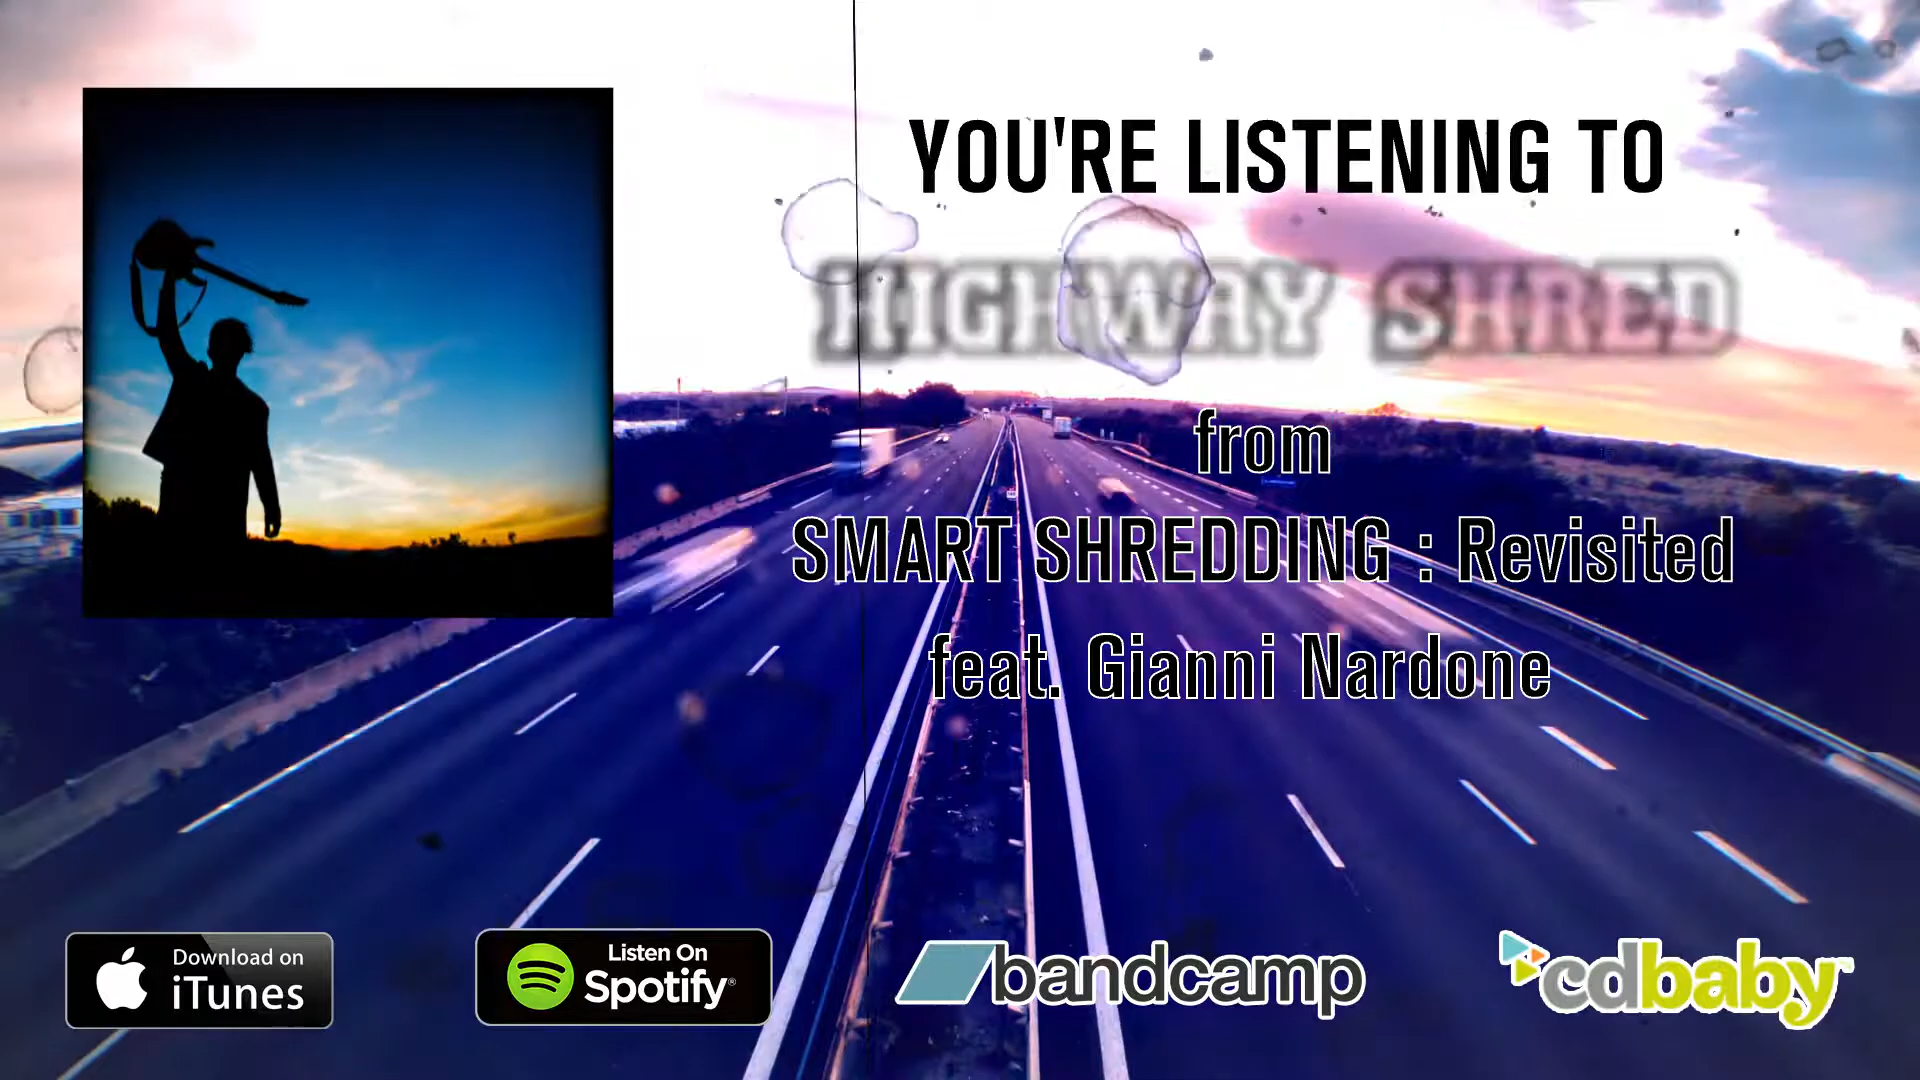 YOU'RE LISTENING TO
HIGHWAY SHRED
from
SMART SHREDDING : Revisited
feat. Gianni Nardone
Download on
iTunes
Listen On
Spotify®
bandcamp
cdbaby™